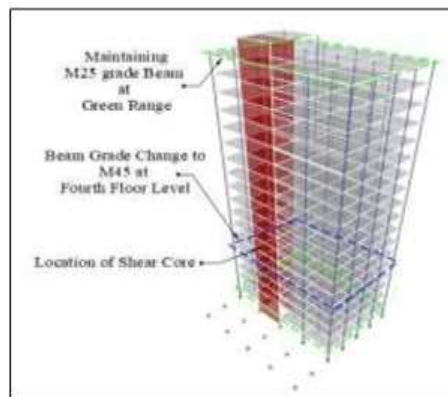 Maintaining
M25 grade Beam
at
Green Range
Beam Grade Change to
M45 at
Fourth Floor Level
Location of Shear Core